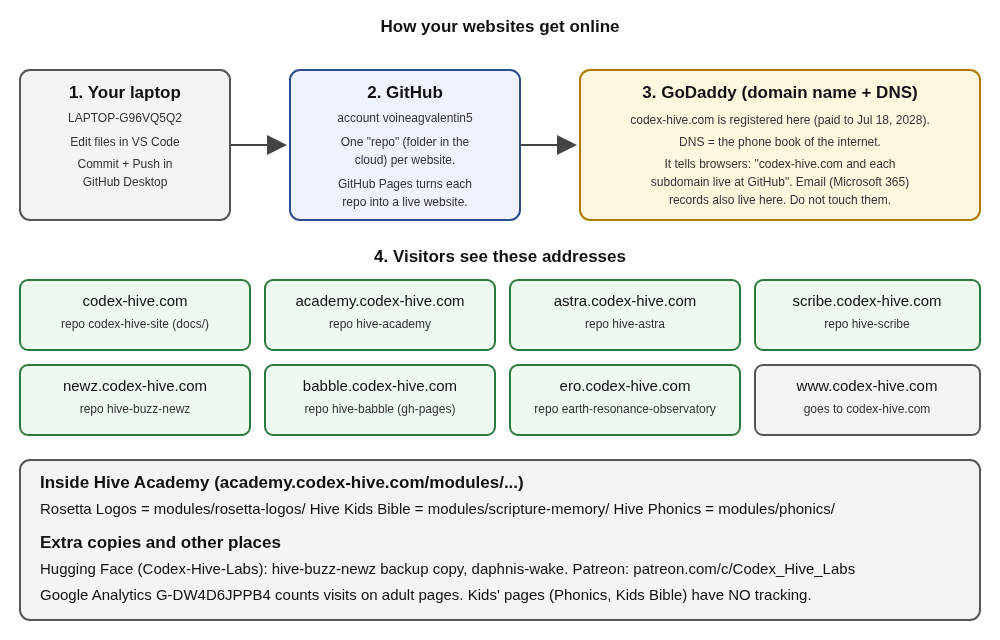 How your websites get online
1. Your laptop
LAPTOP-G96VQ5Q2
Edit files in VS Code
Commit + Push in
GitHub Desktop
2. GitHub
account voineagvalentin5
One "repo" (folder in the
cloud) per website.
GitHub Pages turns each
repo into a live website.
3. GoDaddy (domain name + DNS)
codex-hive.com is registered here (paid to Jul 18, 2028).
DNS = the phone book of the internet.
It tells browsers: "codex-hive.com and each
subdomain live at GitHub". Email (Microsoft 365)
records also live here. Do not touch them.
4. Visitors see these addresses
codex-hive.com
repo codex-hive-site (docs/)
academy.codex-hive.com
repo hive-academy
astra.codex-hive.com
repo hive-astra
scribe.codex-hive.com
repo hive-scribe
newz.codex-hive.com
repo hive-buzz-newz
babble.codex-hive.com
repo hive-babble (gh-pages)
ero.codex-hive.com
repo earth-resonance-observatory
www.codex-hive.com
goes to codex-hive.com
Inside Hive Academy (academy.codex-hive.com/modules/...)
Rosetta Logos = modules/rosetta-logos/ Hive Kids Bible = modules/scripture-memory/ Hive Phonics = modules/phonics/
Extra copies and other places
Hugging Face (Codex-Hive-Labs): hive-buzz-newz backup copy, daphnis-wake. Patreon: patreon.com/c/Codex_Hive_Labs
Google Analytics G-DW4D6JPPB4 counts visits on adult pages. Kids' pages (Phonics, Kids Bible) have NO tracking.